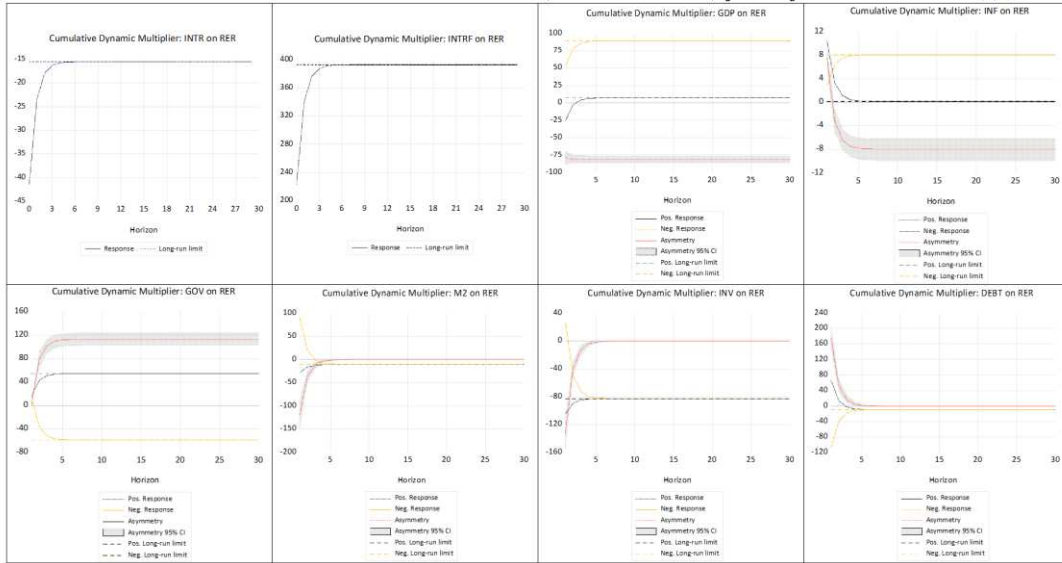 Cumulative Dynamic Multiplier: INTR on RER
-15
-20
-25
-30
-35
-40
-45
0 3 6 9 12 15 18 21 24 27 30
Horizon
Response Long-run limit
Cumulative Dynamic Multiplier: INTRF on RER
400
360
320
280
240
200
0 3 6 9 12 15 18 21 24 27 30
Horizon
Response Long-run limit
Cumulative Dynamic Multiplier: GDP on RER
100
75
50
25
0
-25
-50
-75
-100
5 10 15 20 25 30
Horizon
Pos. Response
Neg. Response
Asymmetry
Asymmetry 95% CI
Pos. Long-run limit
Neg. Long-run limit
Cumulative Dynamic Multiplier: INF on RER
12
8
4
0
-4
-8
-12
5 10 15 20 25 30
Horizon
Pos. Response
Neg. Response
Asymmetry
Asymmetry 95% CI
Pos. Long-run limit
Neg. Long-run limit
Cumulative Dynamic Multiplier: GOV on RER
160
120
80
40
0
-40
-80
5 10 15 20 25 30
Horizon
Pos. Response
Neg. Response
Asymmetry
Asymmetry 95% CI
Pos. Long-run limit
Neg. Long-run limit
Cumulative Dynamic Multiplier: M2 on RER
100
50
0
-50
-100
-150
-200
5 10 15 20 25 30
Horizon
Pos. Response
Neg. Response
Asymmetry
Asymmetry 95% CI
Pos. Long-run limit
Neg. Long-run limit
Cumulative Dynamic Multiplier: INV on RER
40
0
-40
-80
-120
-160
5 10 15 20 25 30
Horizon
Pos. Response
Neg. Response
Asymmetry
Asymmetry 95% CI
Pos. Long-run limit
Neg. Long-run limit
Cumulative Dynamic Multiplier: DEBT on RER
240
200
160
120
80
40
0
-40
-80
-120
5 10 15 20 25 30
Horizon
Pos. Response
Neg. Response
Asymmetry
Asymmetry 95% CI
Pos. Long-run limit
Neg. Long-run limit